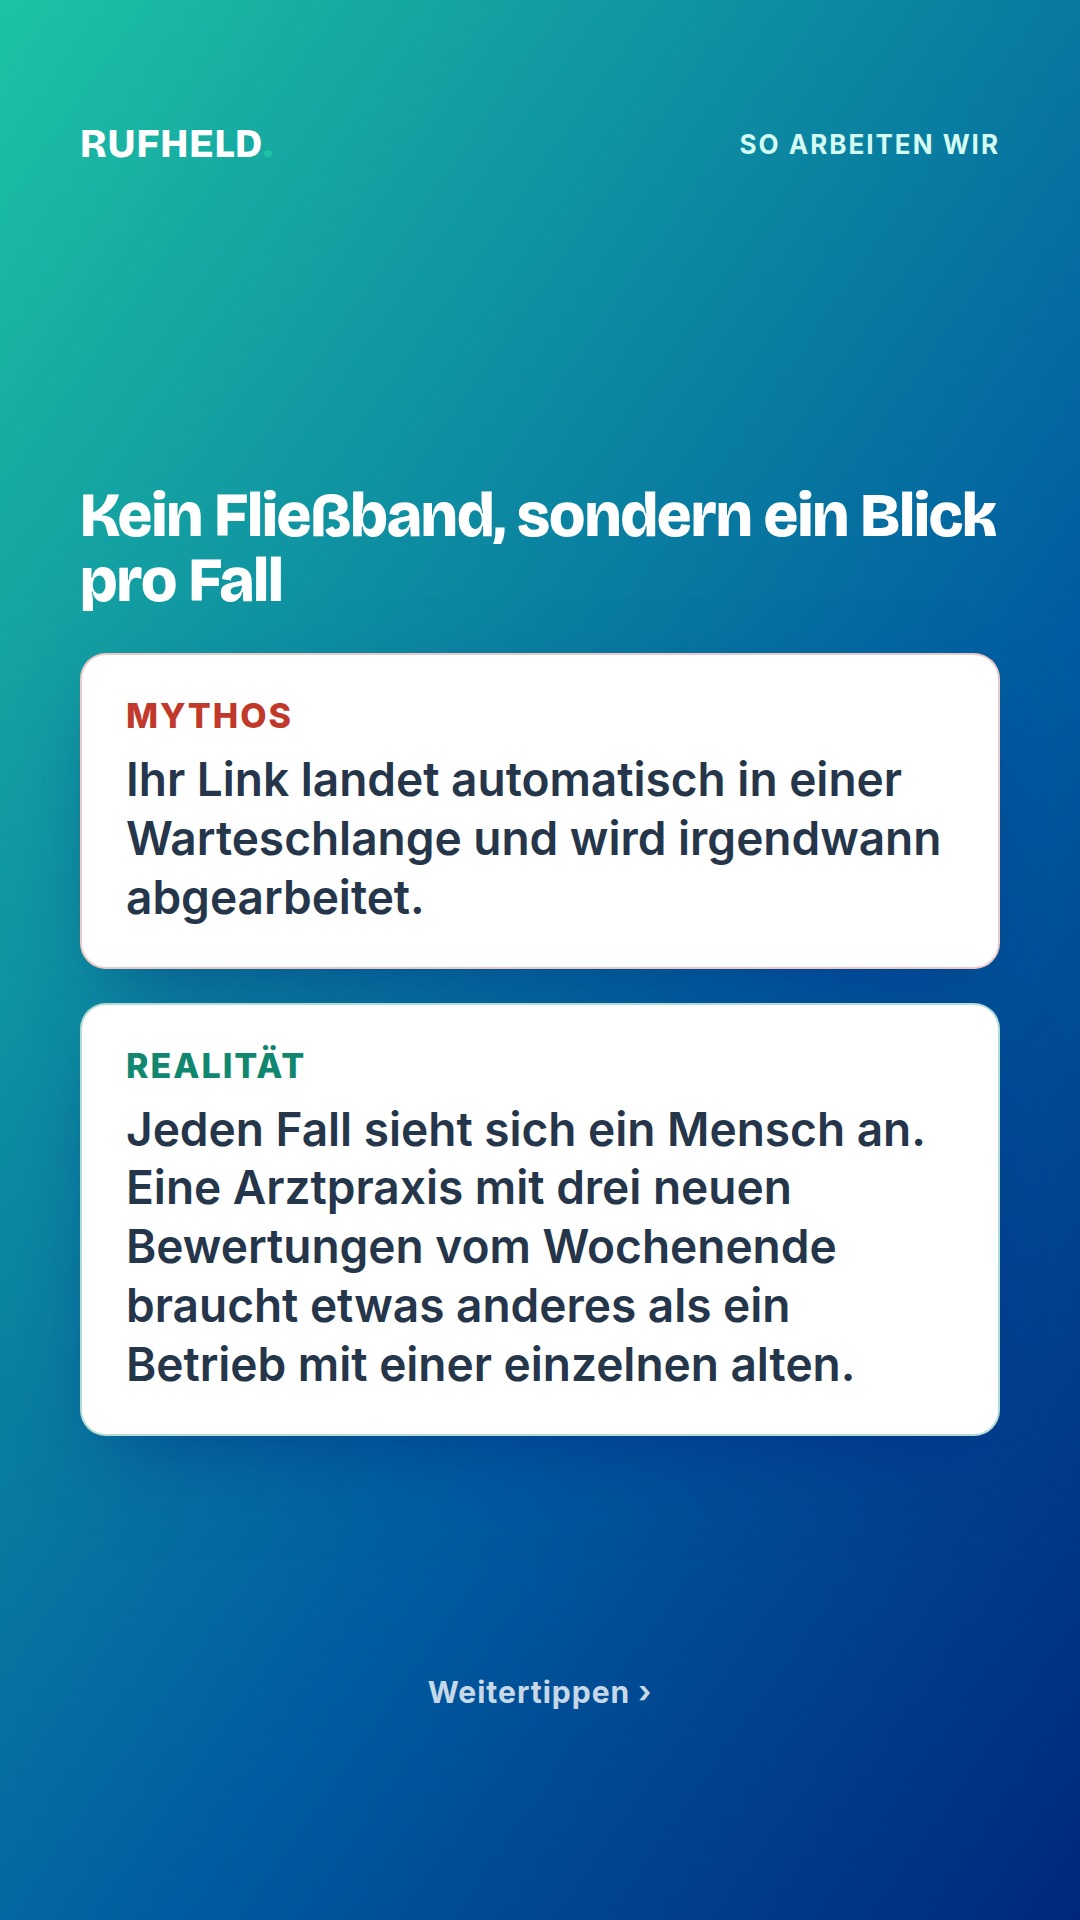 RUFHELD.
SO ARBEITEN WIR
Kein Fließband, sondern ein Blick
pro Fall
MYTHOS
Ihr Link landet automatisch in einer
Warteschlange und wird irgendwann
abgearbeitet.
REALITÄT
Jeden Fall sieht sich ein Mensch an.
Eine Arztpraxis mit drei neuen
Bewertungen vom Wochenende
braucht etwas anderes als ein
Betrieb mit einer einzelnen alten.
Weitertippen ›